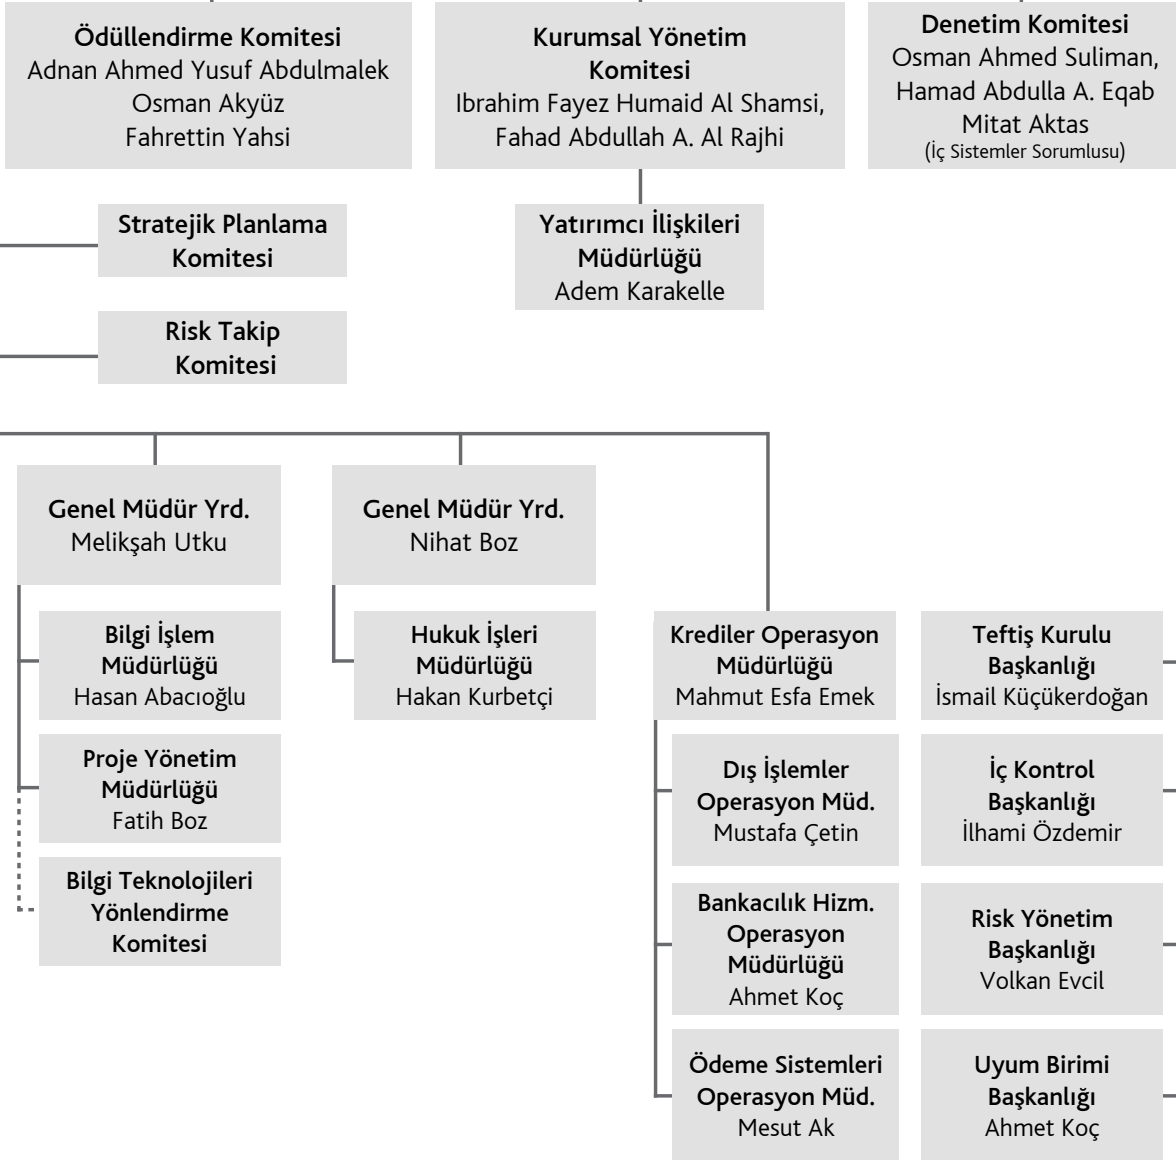 Ödüllendirme Komitesi
Adnan Ahmed Yusuf Abdulmalek
Osman Akyüz
Fahrettin Yahsi
Kurumsal Yönetim
Komitesi
Ibrahim Fayez Humaid Al Shamsi,
Fahad Abdullah A. Al Rajhi
Denetim Komitesi
Osman Ahmed Suliman,
Hamad Abdulla A. Eqab
Mitat Aktas
(İç Sistemler Sorumlusu)
Stratejik Planlama
Komitesi
Yatırımcı İlişkileri
Müdürlüğü
Adem Karakelle
Risk Takip
Komitesi
Genel Müdür Yrd.
Melikşah Utku
Genel Müdür Yrd.
Nihat Boz
Bilgi İşlem
Müdürlüğü
Hasan Abacıoğlu
Hukuk İşleri
Müdürlüğü
Hakan Kurbetçi
Krediler Operasyon
Müdürlüğü
Mahmut Esfa Emek
Teftiş Kurulu
Başkanlığı
İsmail Küçükerdoğan
Proje Yönetim
Müdürlüğü
Fatih Boz
Dış İşlemler
Operasyon Müd.
Mustafa Çetin
İç Kontrol
Başkanlığı
İlhami Özdemir
Bilgi Teknolojileri
Yönlendirme
Komitesi
Bankacılık Hizm.
Operasyon
Müdürlüğü
Ahmet Koç
Risk Yönetim
Başkanlığı
Volkan Evcil
Ödeme Sistemleri
Operasyon Müd.
Mesut Ak
Uyum Birimi
Başkanlığı
Ahmet Koç